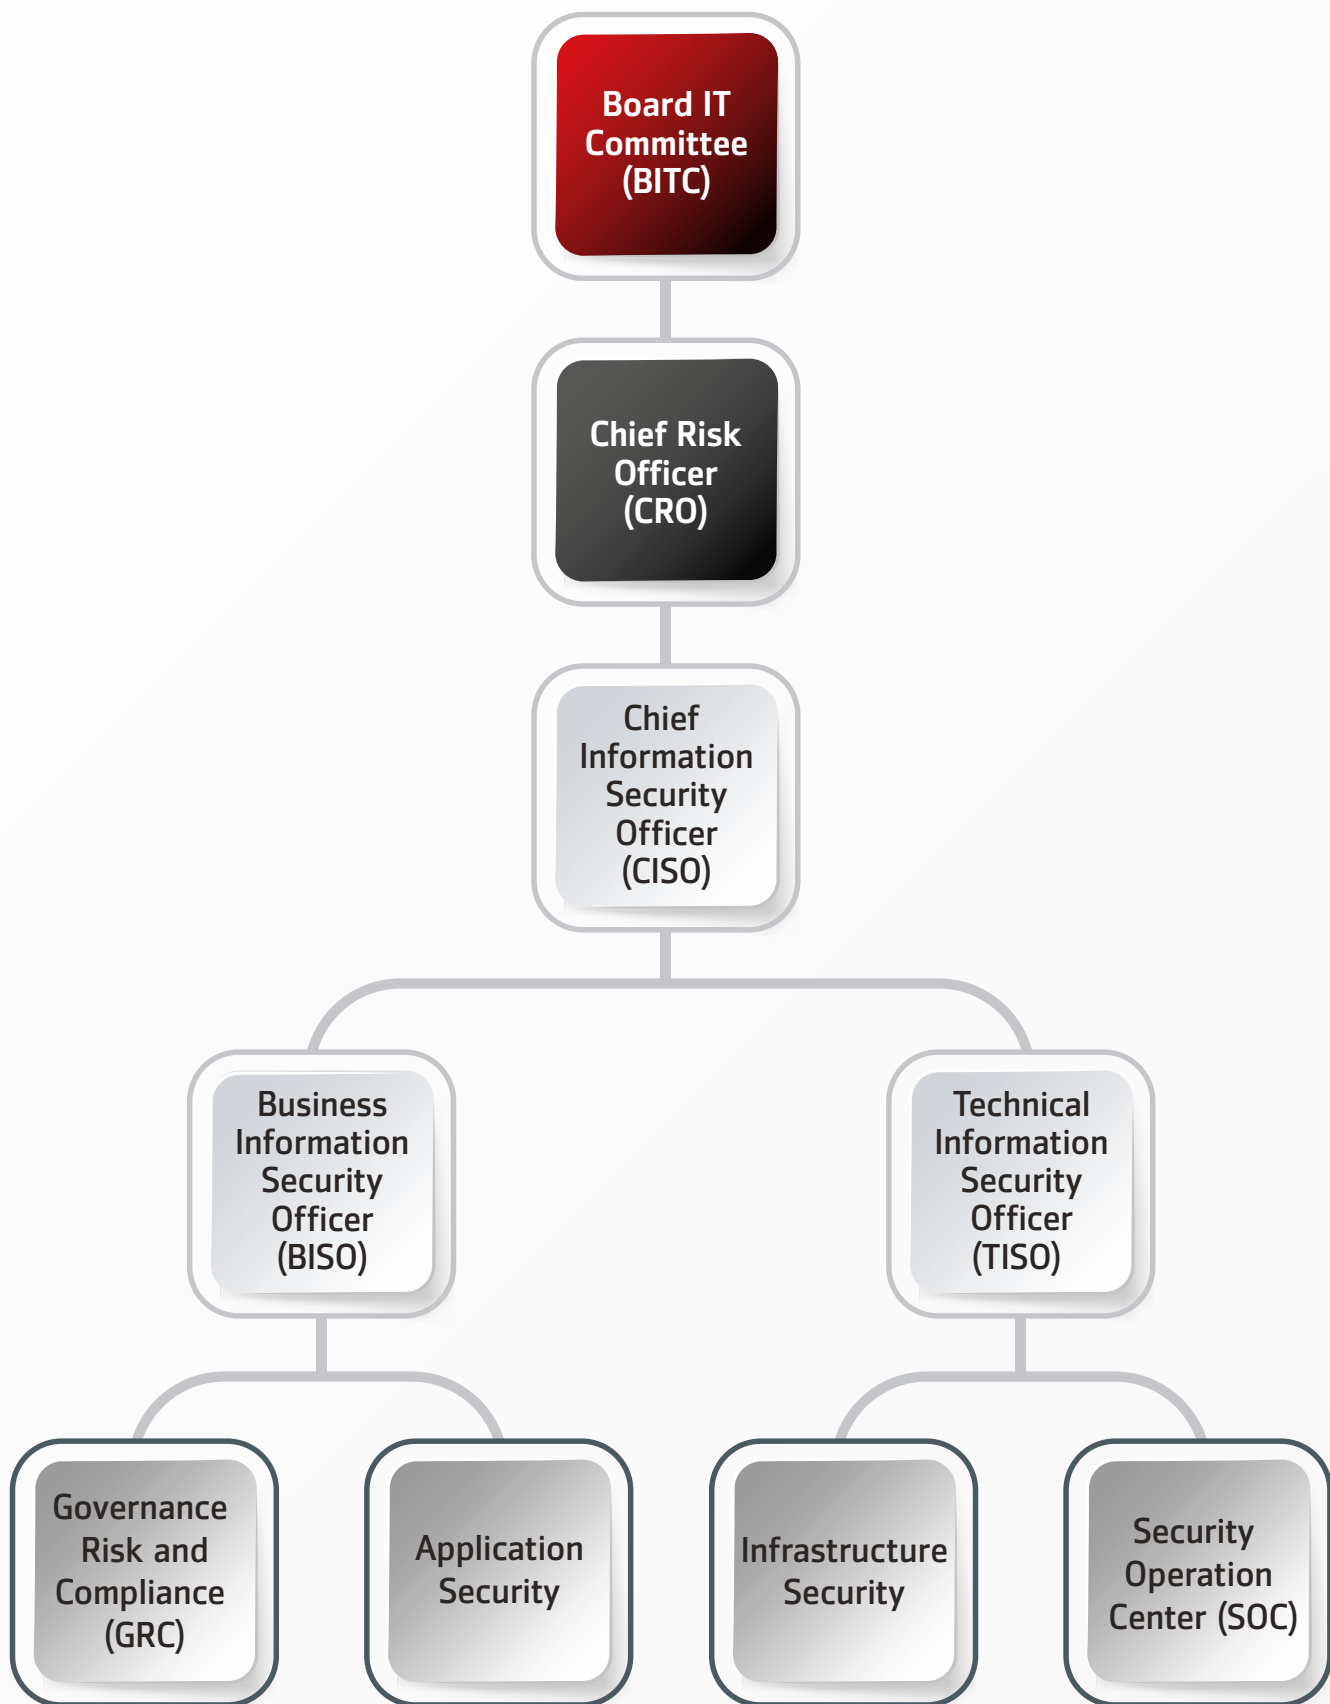 Board IT
Committee
(BITC)
Chief Risk
Officer
(CRO)
Chief
Information
Security
Officer
(CISO)
Business
Information
Security
Officer
(BISO)
Technical
Information
Security
Officer
(TISO)
Governance
Risk and
Compliance
(GRC)
Application
Security
Infrastructure
Security
Security
Operation
Center (SOC)